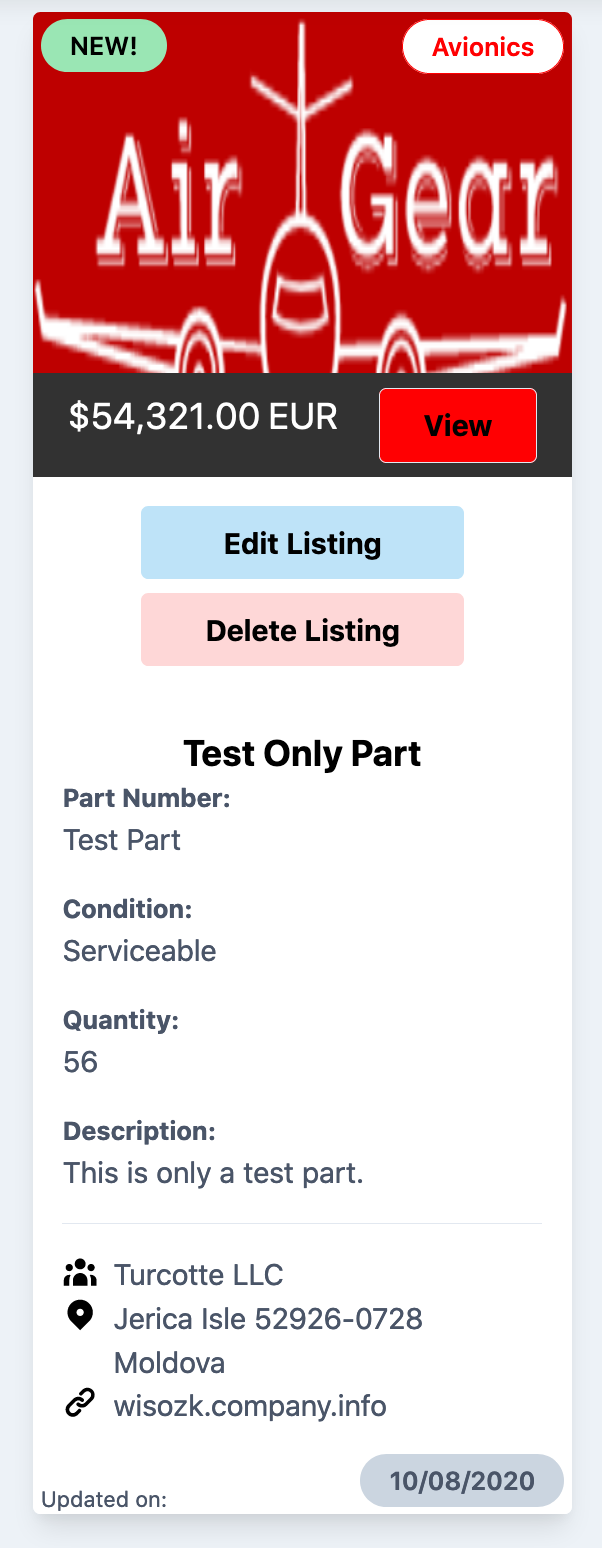 NEW!
Avionics
Air Gear
$54,321.00 EUR
View
Edit Listing
Delete Listing
Test Only Part
Part Number:
Test Part
Condition:
Serviceable
Quantity:
56
Description:
This is only a test part.
Turcotte LLC
Jerica Isle 52926-0728
Moldova
wisozk.company.info
Updated on:
10/08/2020